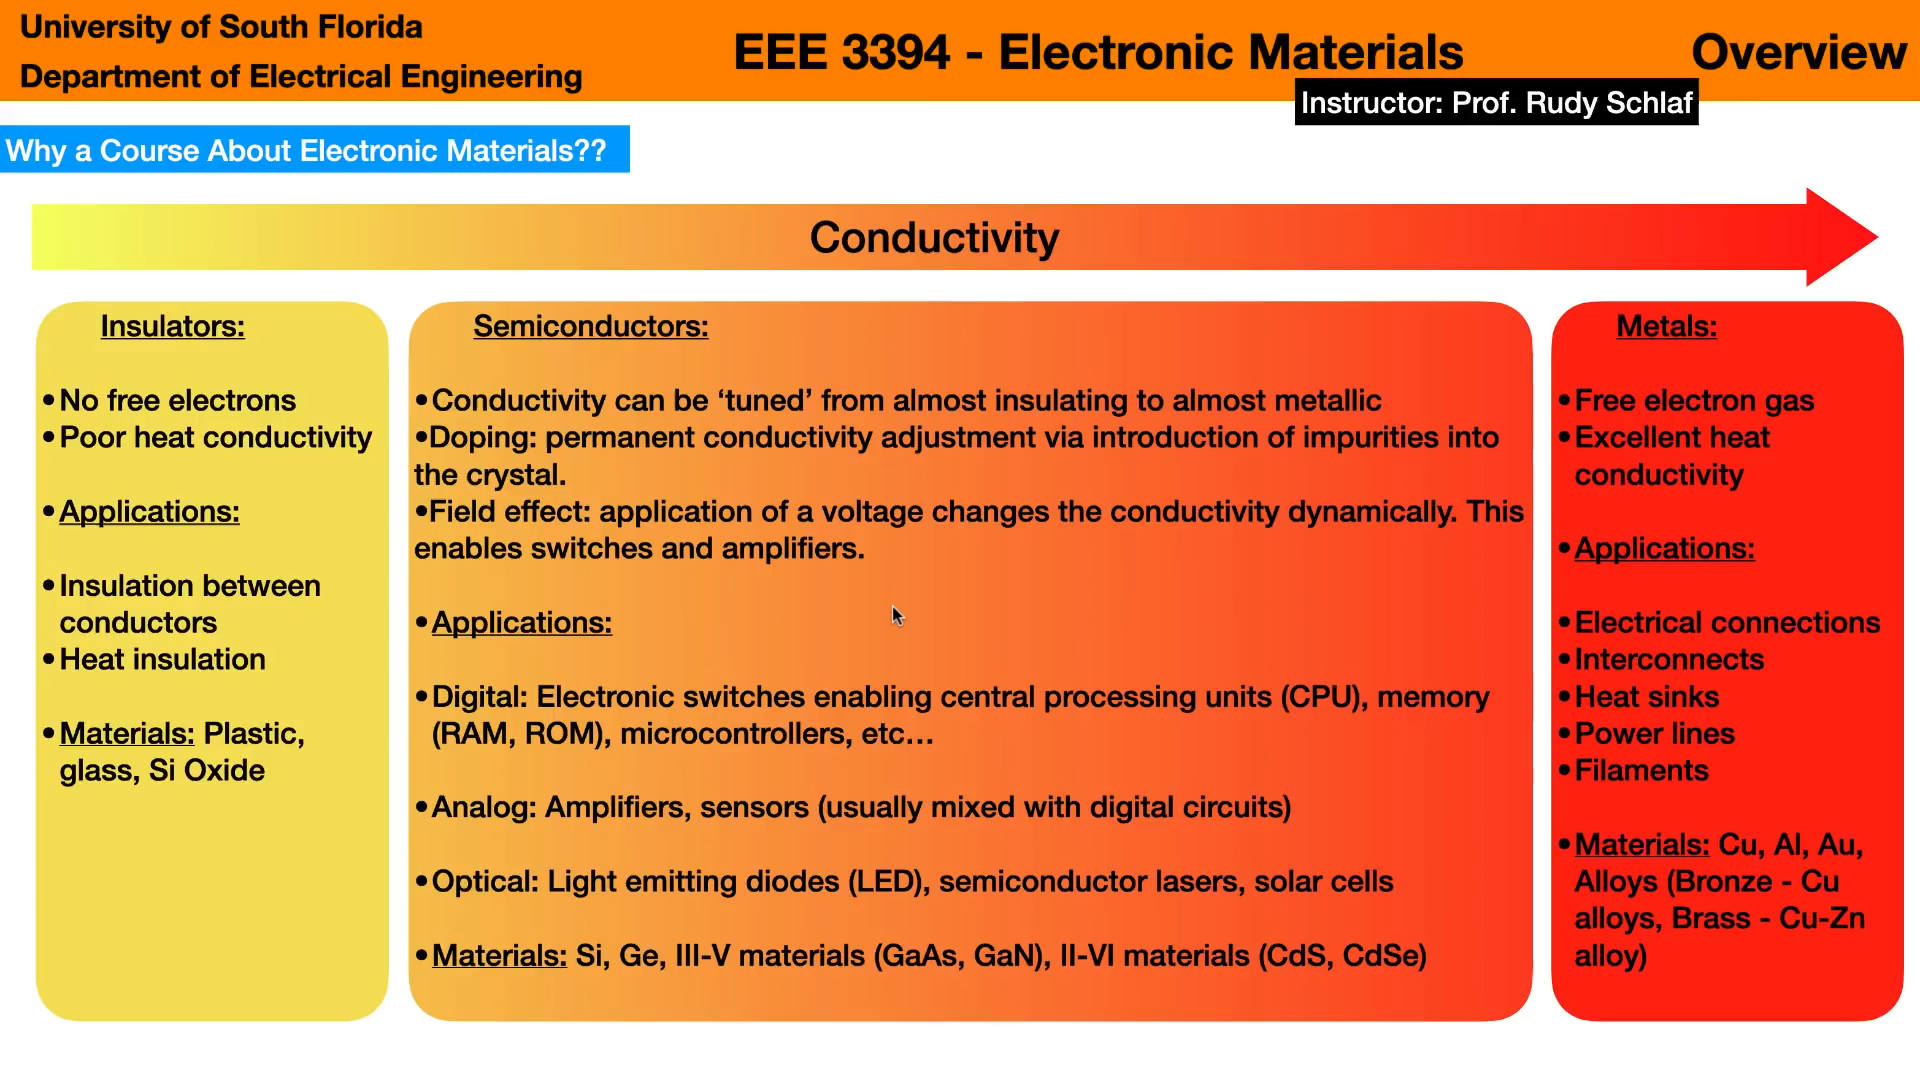 University of South Florida
Department of Electrical Engineering
EEE 3394 - Electronic Materials
Overview
Instructor: Prof. Rudy Schlaf
Why a Course About Electronic Materials??
Conductivity
Insulators:
•No free electrons
•Poor heat conductivity
•Applications:
•Insulation between
conductors
•Heat insulation
•Materials: Plastic,
glass, Si Oxide
Semiconductors:
•Conductivity can be ‘tuned’ from almost insulating to almost metallic
•Doping: permanent conductivity adjustment via introduction of impurities into
the crystal.
•Field effect: application of a voltage changes the conductivity dynamically. This
enables switches and amplifiers.
•Applications:
•Digital: Electronic switches enabling central processing units (CPU), memory
(RAM, ROM), microcontrollers, etc…
•Analog: Amplifiers, sensors (usually mixed with digital circuits)
•Optical: Light emitting diodes (LED), semiconductor lasers, solar cells
•Materials: Si, Ge, III-V materials (GaAs, GaN), II-VI materials (CdS, CdSe)
Metals:
•Free electron gas
•Excellent heat
conductivity
•Applications:
•Electrical connections
•Interconnects
•Heat sinks
•Power lines
•Filaments
•Materials: Cu, Al, Au,
Alloys (Bronze - Cu
alloys, Brass - Cu-Zn
alloy)